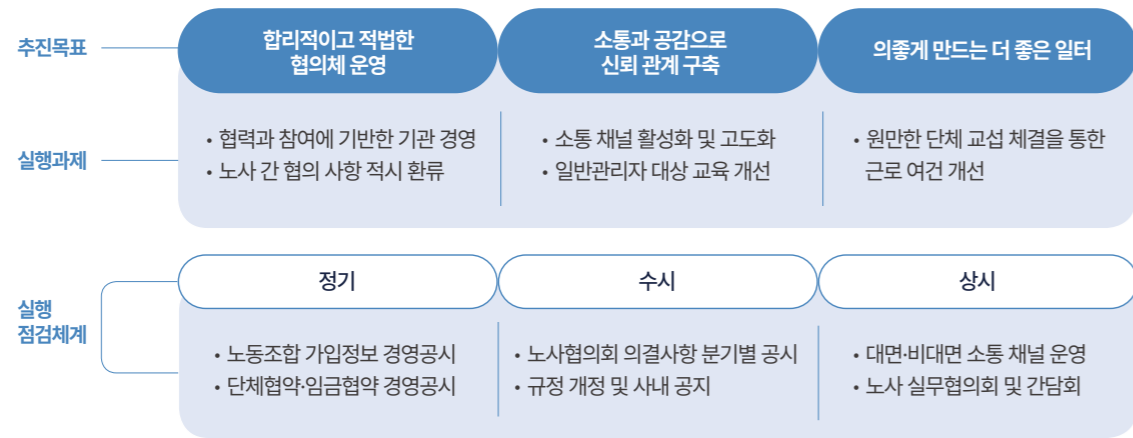 추진목표
합리적이고 적법한
협의체 운영
소통과 공감으로
신뢰 관계 구축
의좋게 만드는 더 좋은 일터
실행과제
• 협력과 참여에 기반한 기관 경영
• 노사 간 협의 사항 적시 환류
• 소통 채널 활성화 및 고도화
• 일반관리자 대상 교육 개선
• 원만한 단체 교섭 체결을 통한
근로 여건 개선
실행
점검체계
정기
수시
상시
• 노동조합 가입정보 경영공시
• 단체협약·임금협약 경영공시
• 노사협의회 의결사항 분기별 공시
• 규정 개정 및 사내 공지
• 대면·비대면 소통 채널 운영
• 노사 실무협의회 및 간담회